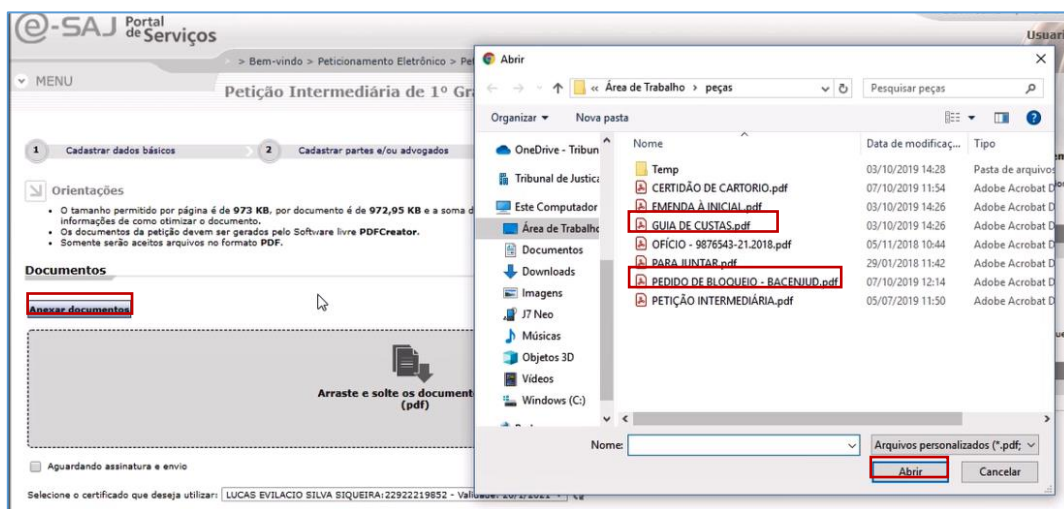 e-SAJ Portal de Serviços
Usuari
> Bem-vindo > Peticionamento Eletrônico > Pe
MENU
Petição Intermediária de 1º Gra
1 Cadastrar dados básicos
2 Cadastrar partes e/ou advogados
Orientações
• O tamanho permitido por página é de 973 KB, por documento é de 972,95 KB e a soma d
informações de como otimizar o documento.
• Os documentos da petição devem ser gerados pelo Software livre PDFCreator.
• Somente serão aceitos arquivos no formato PDF.
Documentos
Anexar documentos
Arraste e solte os document
(pdf)
Aguardando assinatura e envio
Selecione o certificado que deseja utilizar: LUCAS EVILACIO SILVA SIQUEIRA:22922219852 - Validade: 20/1/2021
Abrir
« Área de Trabalho > peças
Pesquisar peças
Organizar
Nova pasta
OneDrive - Tribun
Tribunal de Justiça
Este Computador
Área de Trabalho
Documentos
Downloads
Imagens
J7 Neo
Músicas
Objetos 3D
Vídeos
Windows (C:)
Nome Data de modificaç... Tipo
Temp 03/10/2019 14:28 Pasta de arquivos
CERTIDÃO DE CARTORIO.pdf 07/10/2019 11:54 Adobe Acrobat D
EMENDA À INICIAL.pdf 03/10/2019 14:26 Adobe Acrobat D
GUIA DE CUSTAS.pdf 03/10/2019 14:26 Adobe Acrobat D
OFÍCIO - 9876543-21.2018.pdf 05/11/2018 10:44 Adobe Acrobat D
PARA JUNTAR.pdf 29/01/2018 11:42 Adobe Acrobat D
PEDIDO DE BLOQUEIO - BACENJUD.pdf 07/10/2019 12:14 Adobe Acrobat D
PETIÇÃO INTERMEDIÁRIA.pdf 05/07/2019 11:50 Adobe Acrobat D
Nome:
Arquivos personalizados (*.pdf;
Abrir
Cancelar